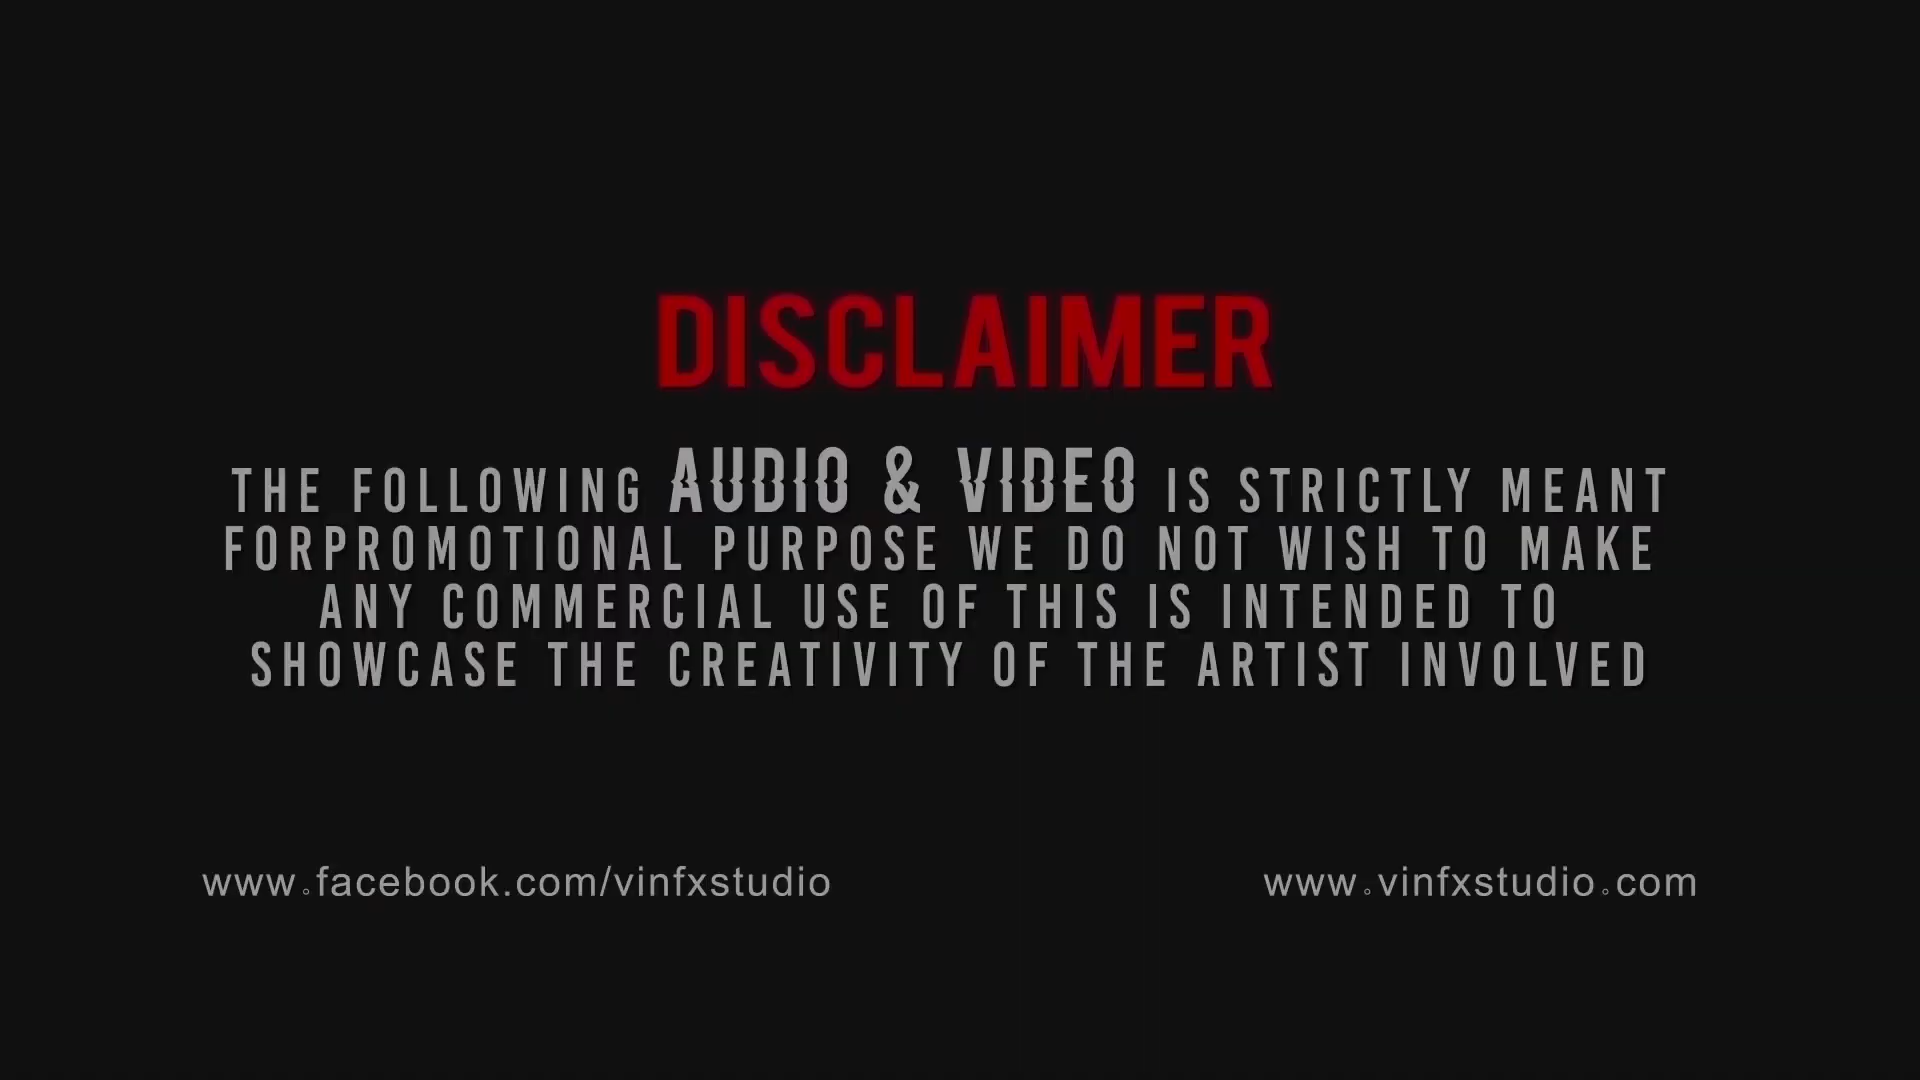 DISCLAIMER
THE FOLLOWING AUDIO & VIDEO IS STRICTLY MEANT
FORPROMOTIONAL PURPOSE WE DO NOT WISH TO MAKE
ANY COMMERCIAL USE OF THIS IS INTENDED TO
SHOWCASE THE CREATIVITY OF THE ARTIST INVOLVED
www.facebook.com/vinfxstudio
www.vinfxstudio.com